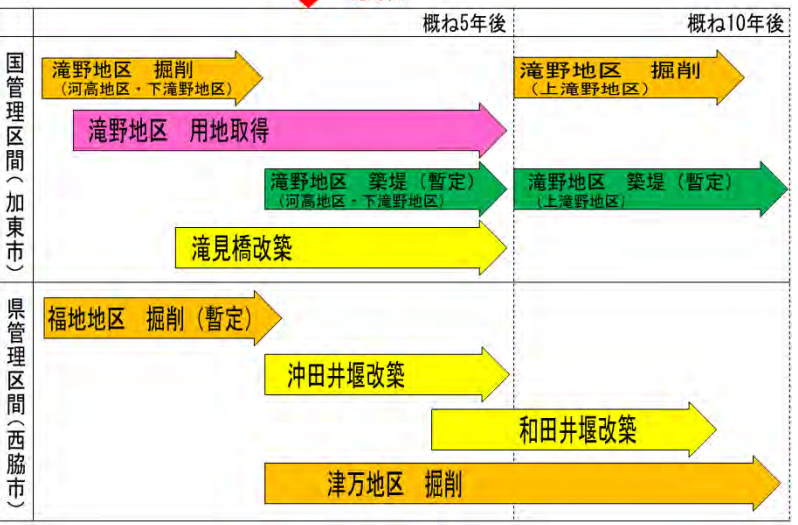 概ね5年後
概ね10年後
国管理区間（加東市）
滝野地区　掘削
（河高地区・下滝野地区）
滝野地区　掘削
（上滝野地区）
滝野地区　用地取得
滝野地区　築堤（暫定）
（河高地区・下滝野地区）
滝野地区　築堤（暫定）
（上滝野地区）
滝見橋改築
県管理区間（西脇市）
福地地区　掘削（暫定）
沖田井堰改築
和田井堰改築
津万地区　掘削